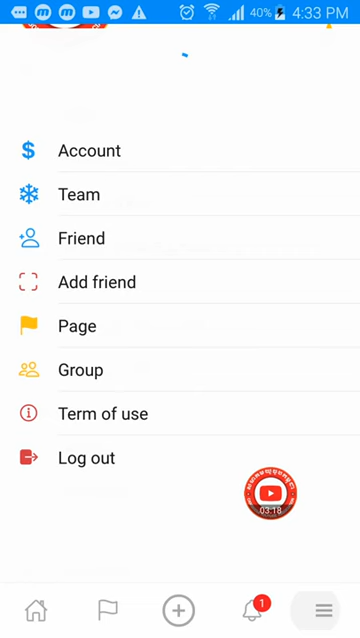 40% 4:33 PM
Account
Team
Friend
Add friend
Page
Group
Term of use
Log out
03:18
1